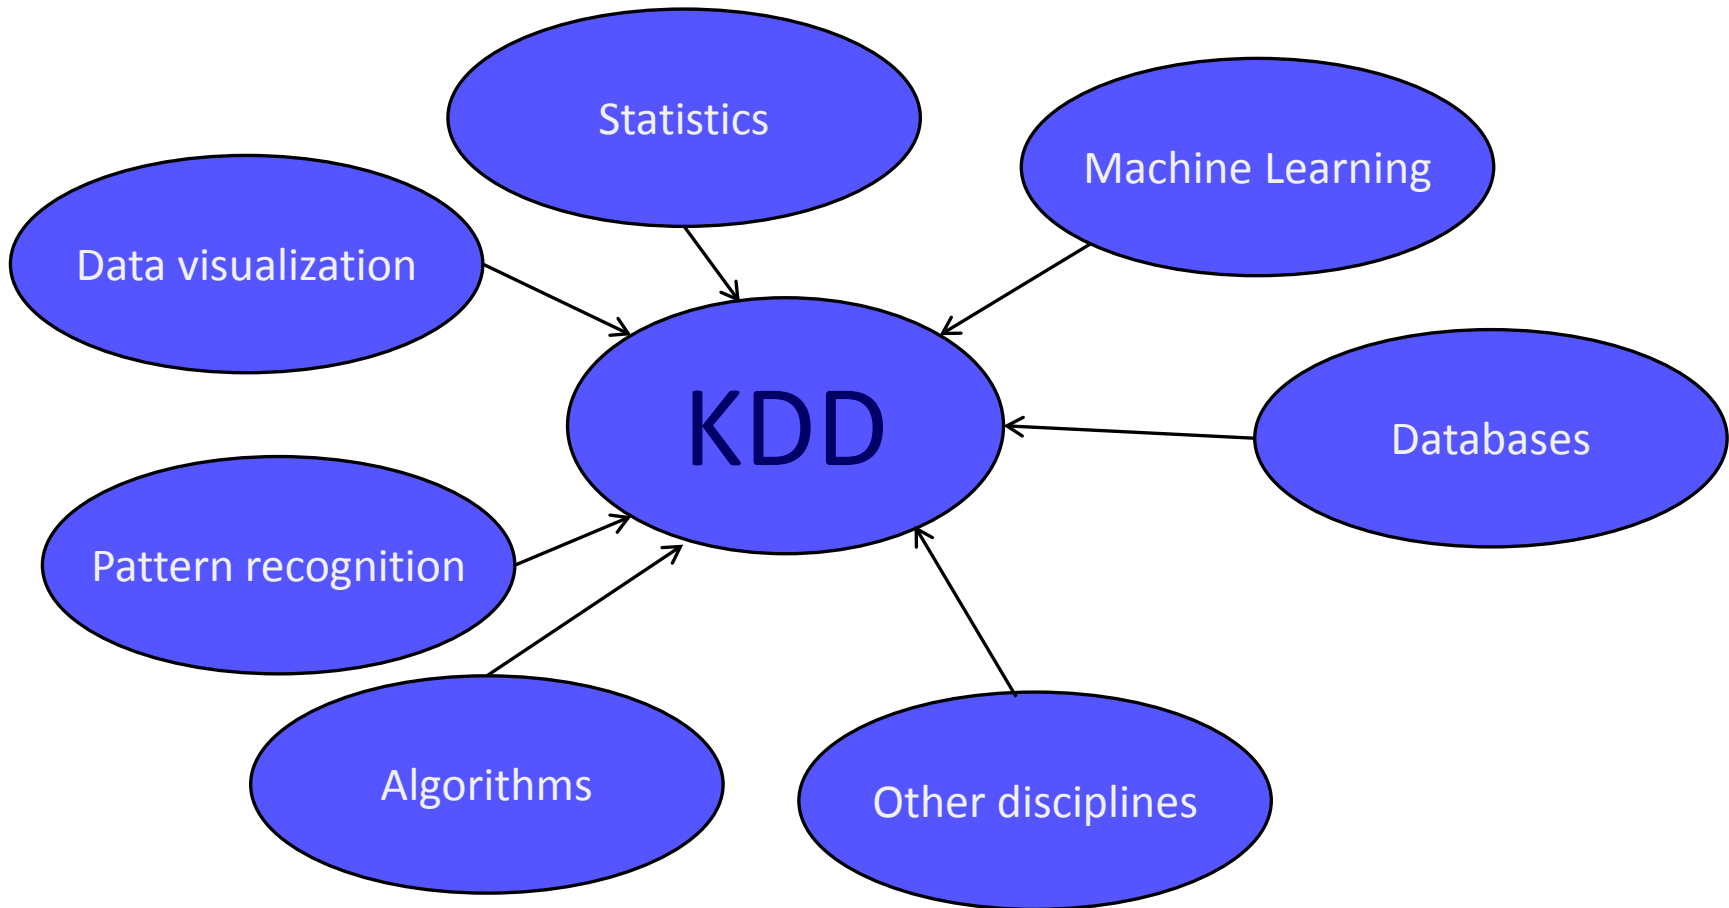 Statistics
Machine Learning
Data visualization
KDD
Databases
Pattern recognition
Algorithms
Other disciplines